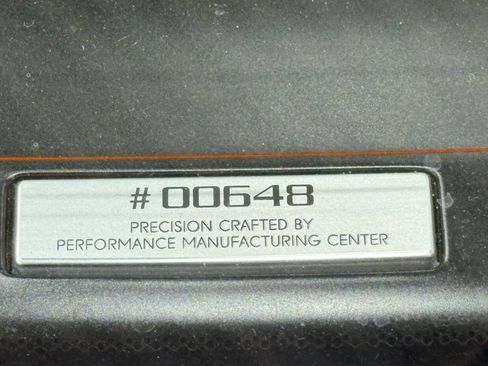 # 00648
PRECISION CRAFTED BY
PERFORMANCE MANUFACTURING CENTER